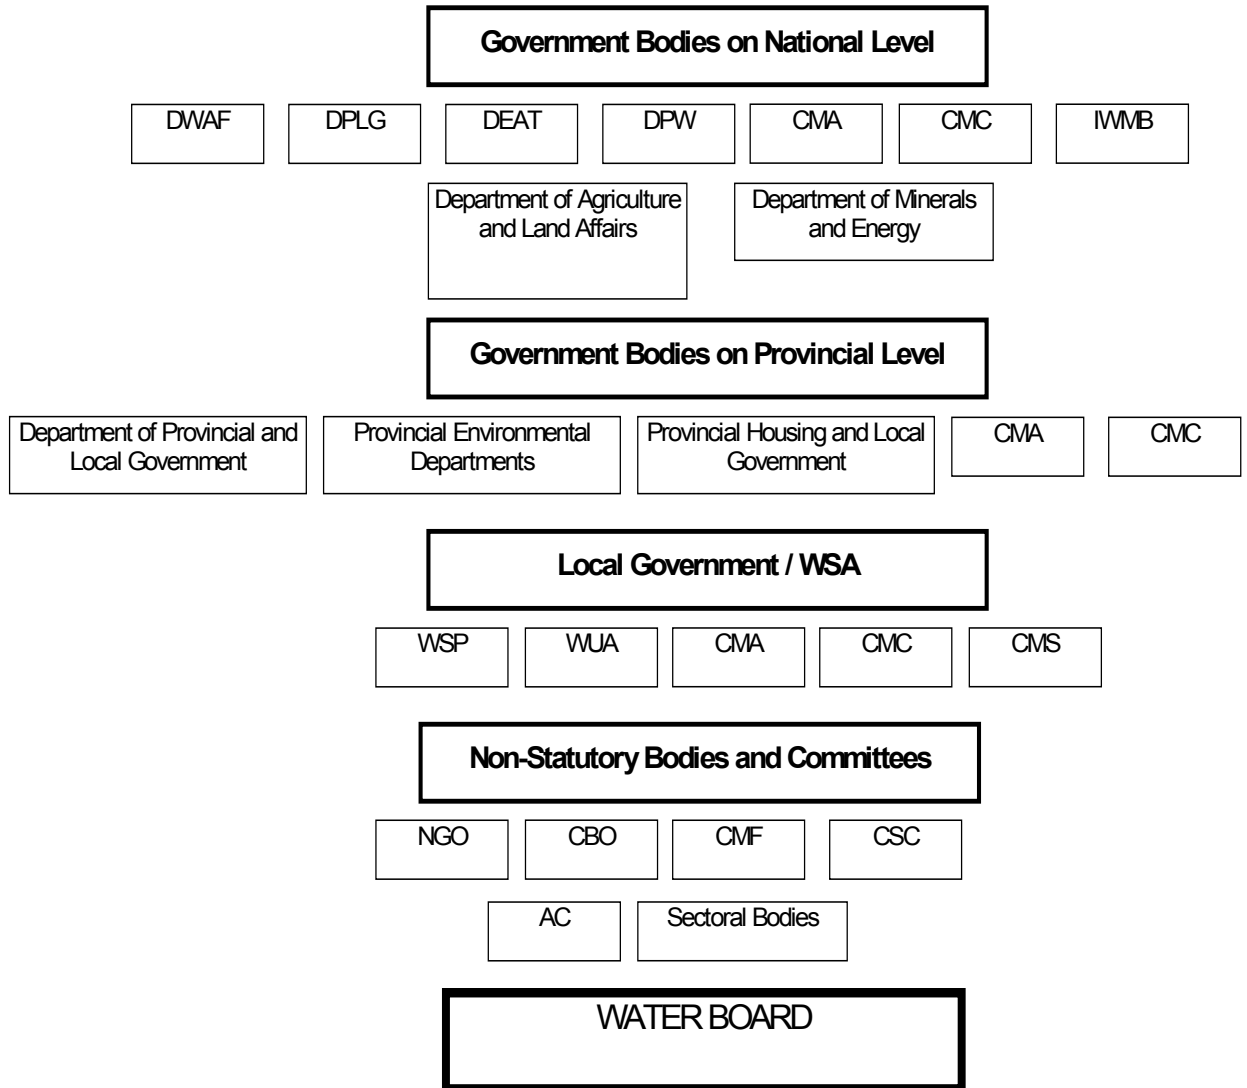 Government Bodies on National Level
DWAF
DPLG
DEAT
DPW
CMA
CMC
IWMB
Department of Agriculture
and Land Affairs
Department of Minerals
and Energy
Government Bodies on Provincial Level
Department of Provincial and
Local Government
Provincial Environmental
Departments
Provincial Housing and Local
Government
CMA
CMC
Local Government / WSA
WSP
WUA
CMA
CMC
CMS
Non-Statutory Bodies and Committees
NGO
CBO
CMF
CSC
AC
Sectoral Bodies
WATER BOARD